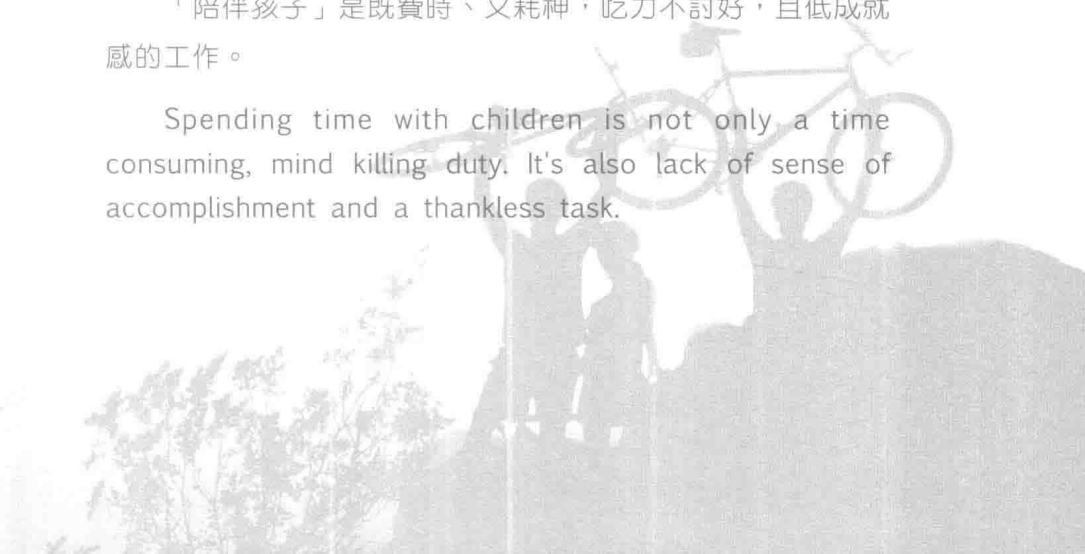 「陪伴孩子」是既費時、又耗神，吃力不討好，且低成就
感的工作。
Spending time with children is not only a time
consuming, mind killing duty. It's also lack of sense of
accomplishment and a thankless task.